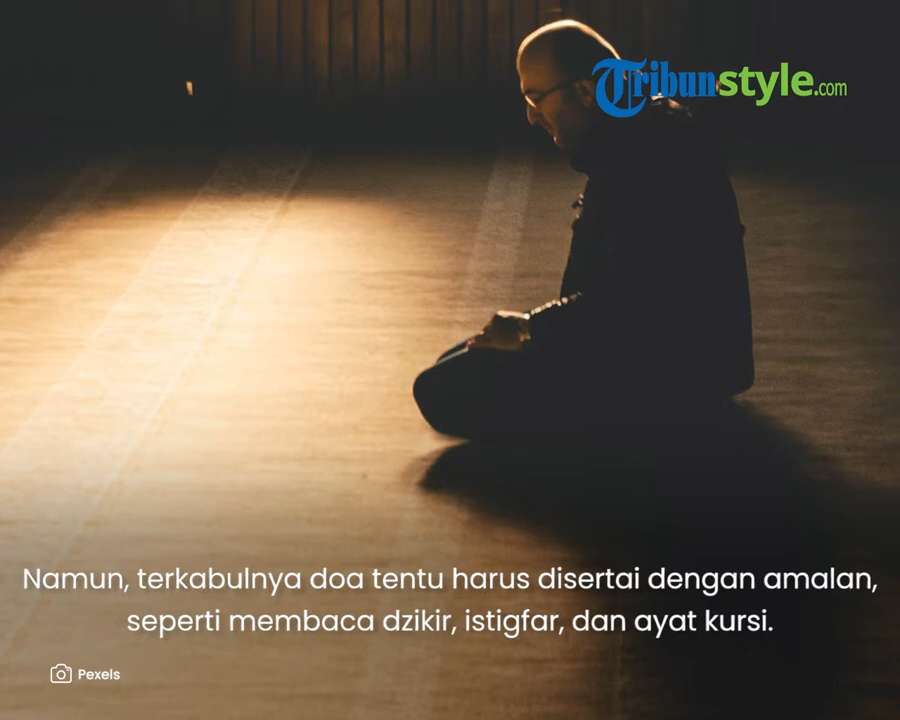 Tribunstyle.com
Namun, terkabulnya doa tentu harus disertai dengan amalan,
seperti membaca dzikir, istigfar, dan ayat kursi.
Pexels